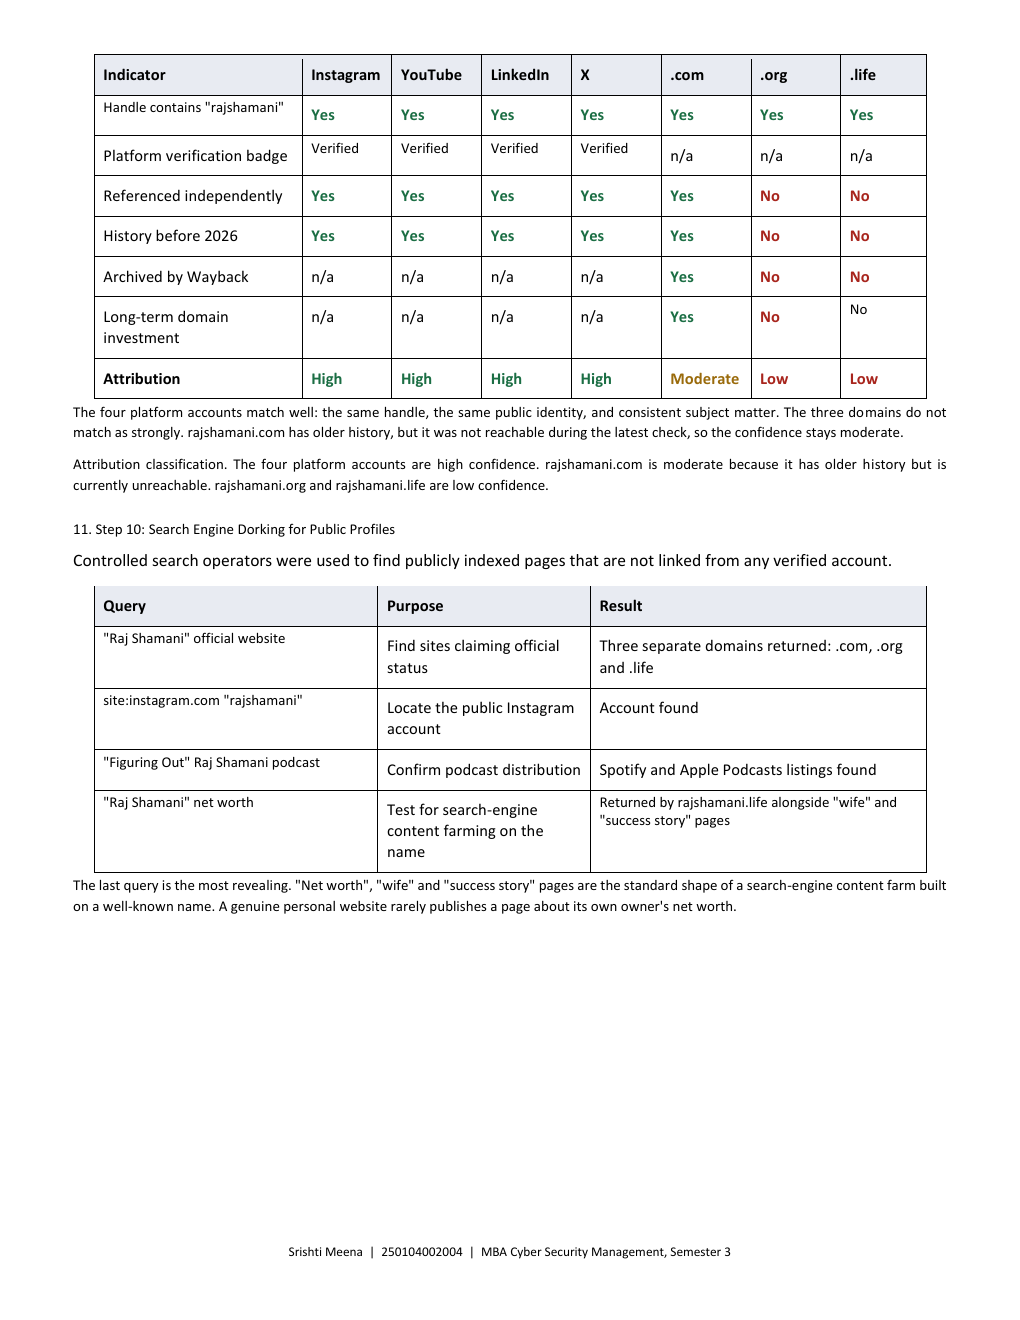 Indicator Instagram YouTube LinkedIn X .com .org .life
Handle contains "rajshamani" Yes Yes Yes Yes Yes Yes Yes
Platform verification badge Verified Verified Verified Verified n/a n/a n/a
Referenced independently Yes Yes Yes Yes Yes No No
History before 2026 Yes Yes Yes Yes Yes No No
Archived by Wayback n/a n/a n/a n/a Yes No No
Long-term domain n/a n/a n/a n/a Yes No No
investment
Attribution High High High High Moderate Low Low
The four platform accounts match well: the same handle, the same public identity, and consistent subject matter. The three domains do not
match as strongly. rajshamani.com has older history, but it was not reachable during the latest check, so the confidence stays moderate.
Attribution classification. The four platform accounts are high confidence. rajshamani.com is moderate because it has older history but is
currently unreachable. rajshamani.org and rajshamani.life are low confidence.
11. Step 10: Search Engine Dorking for Public Profiles
Controlled search operators were used to find publicly indexed pages that are not linked from any verified account.
Query Purpose Result
"Raj Shamani" official website Find sites claiming official Three separate domains returned: .com, .org
status and .life
site:instagram.com "rajshamani" Locate the public Instagram Account found
account
"Figuring Out" Raj Shamani podcast Confirm podcast distribution Spotify and Apple Podcasts listings found
"Raj Shamani" net worth Test for search-engine Returned by rajshamani.life alongside "wife" and
content farming on the "success story" pages
name
The last query is the most revealing. "Net worth", "wife" and "success story" pages are the standard shape of a search-engine content farm built
on a well-known name. A genuine personal website rarely publishes a page about its own owner's net worth.
Srishti Meena | 250104002004 | MBA Cyber Security Management, Semester 3